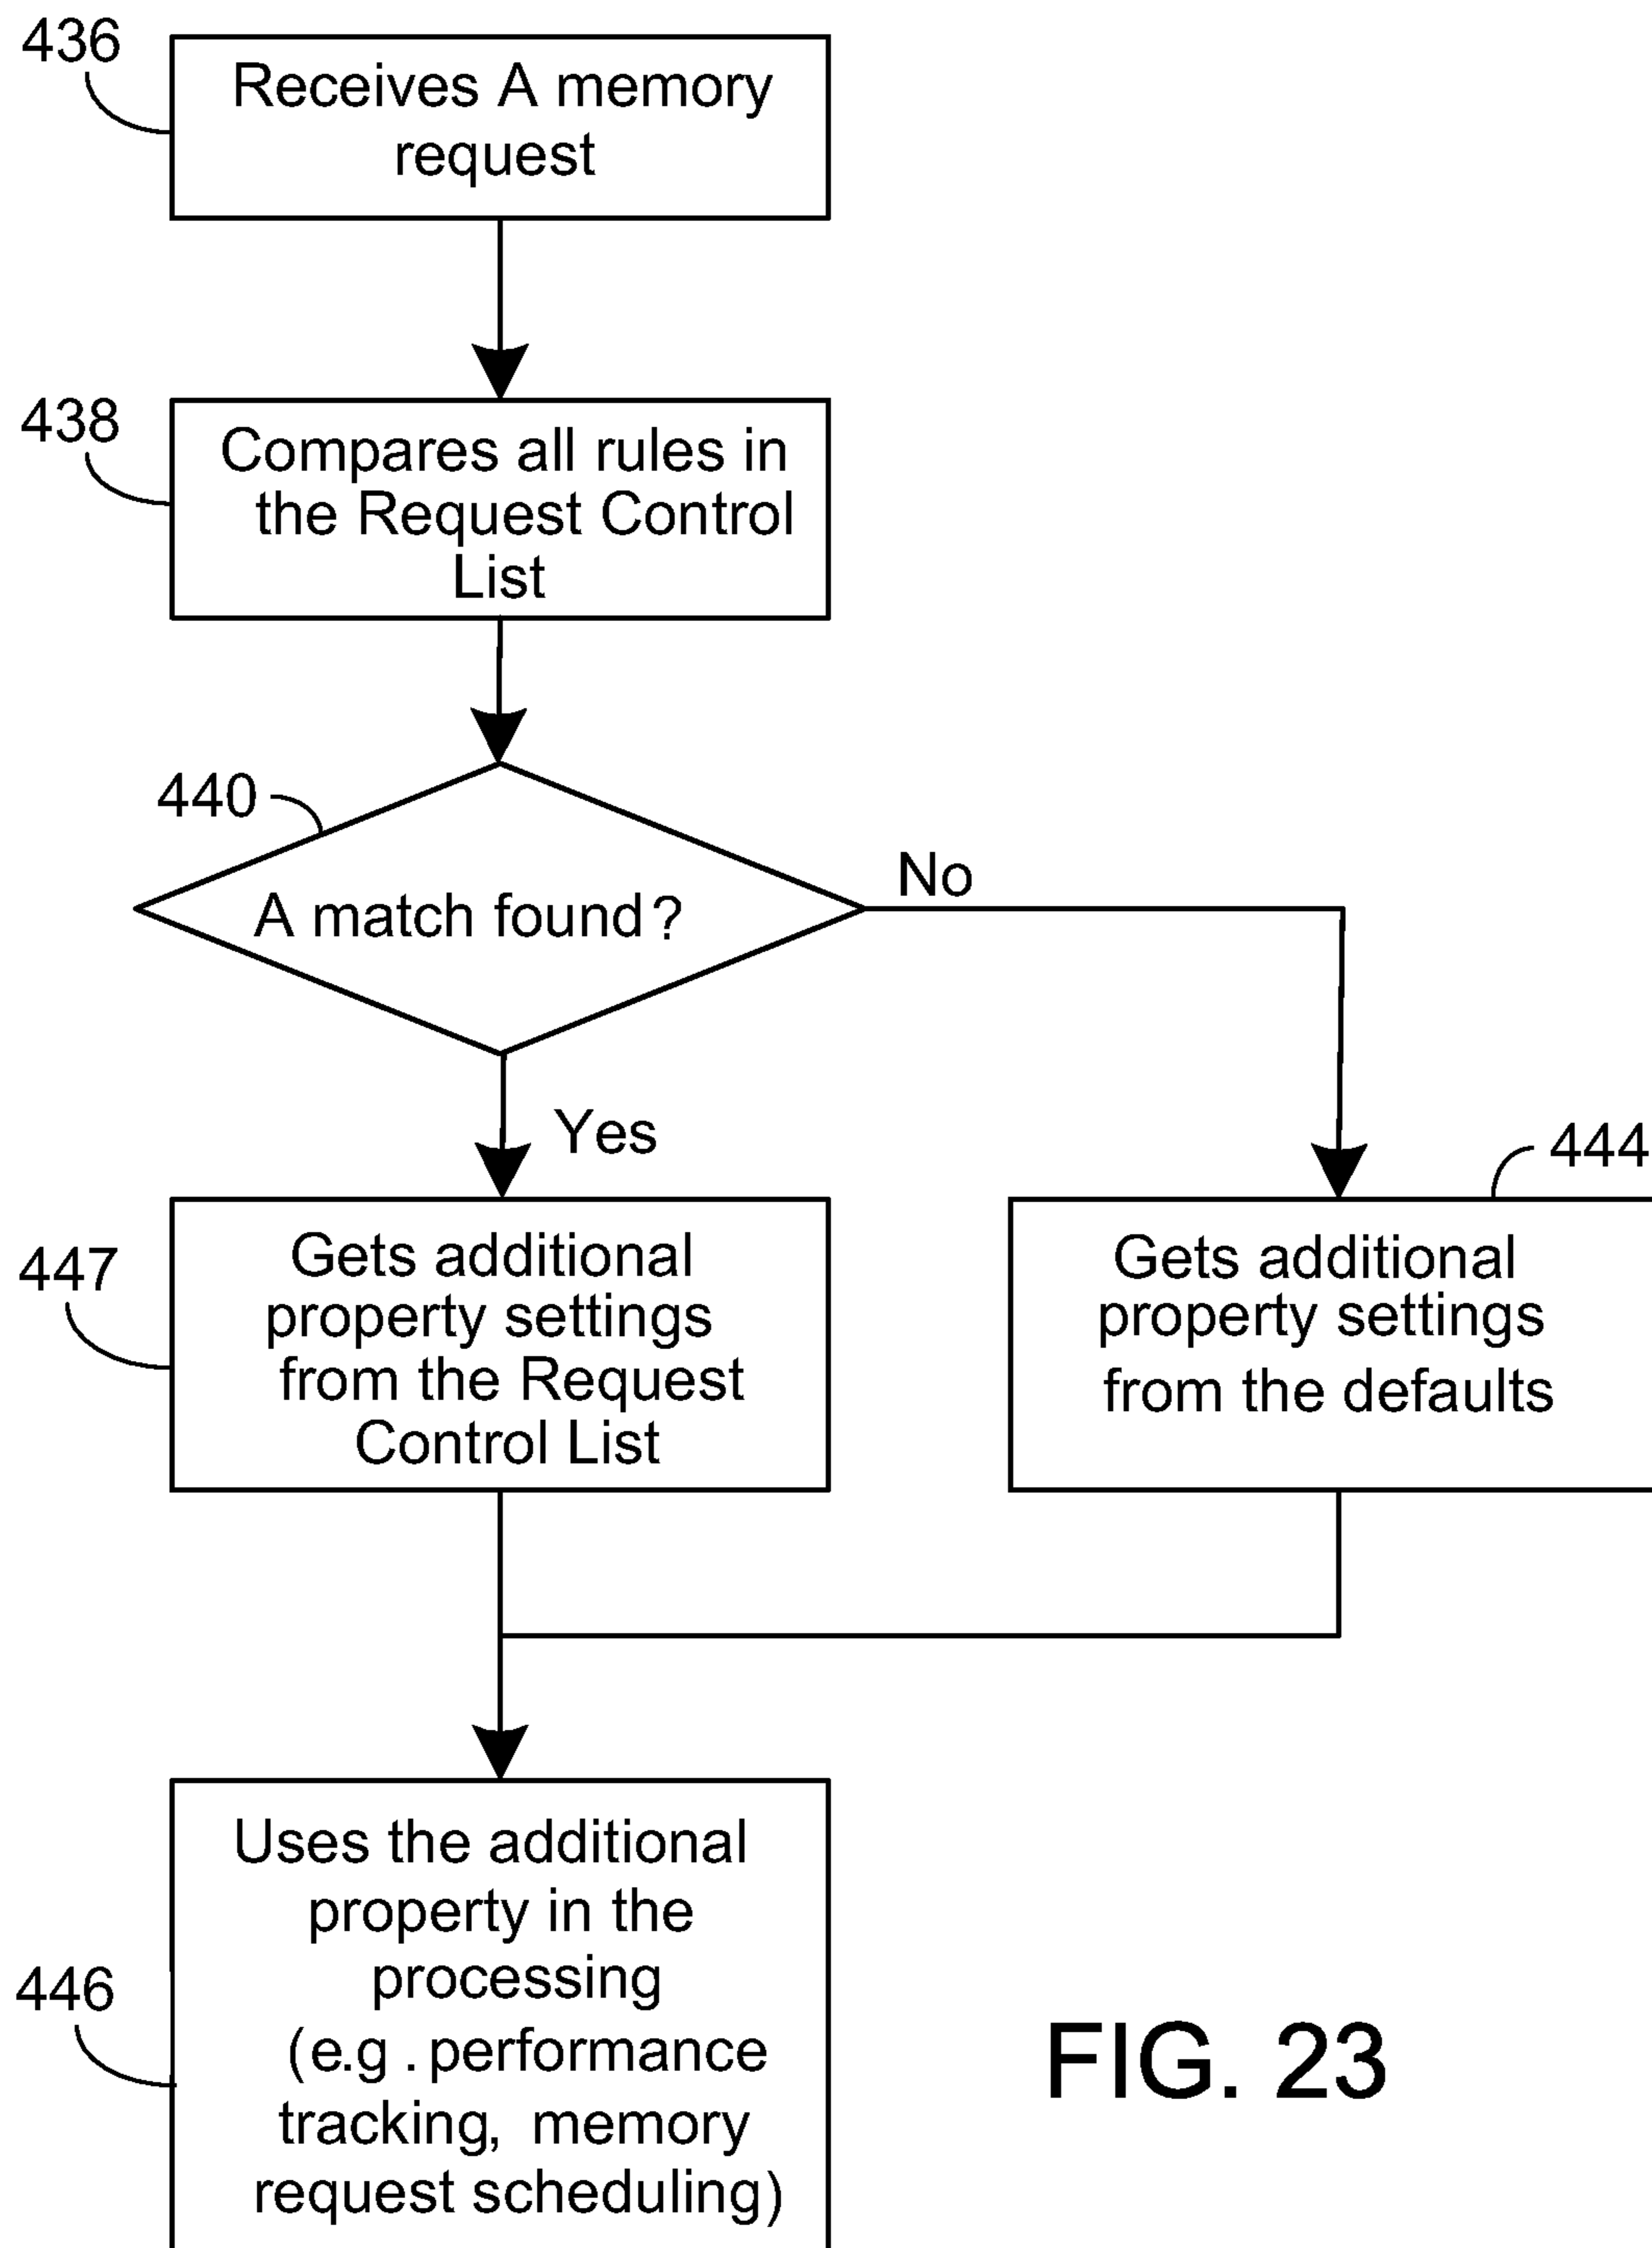 436
Receives A memory
request
438
Compares all rules in
the Request Control
List
440
A match found?
No
Yes
444
447
Gets additional
property settings
from the Request
Control List
Gets additional
property settings
from the defaults
446
Uses the additional
property in the
processing
(e.g . performance
tracking, memory
request scheduling)
FIG. 23